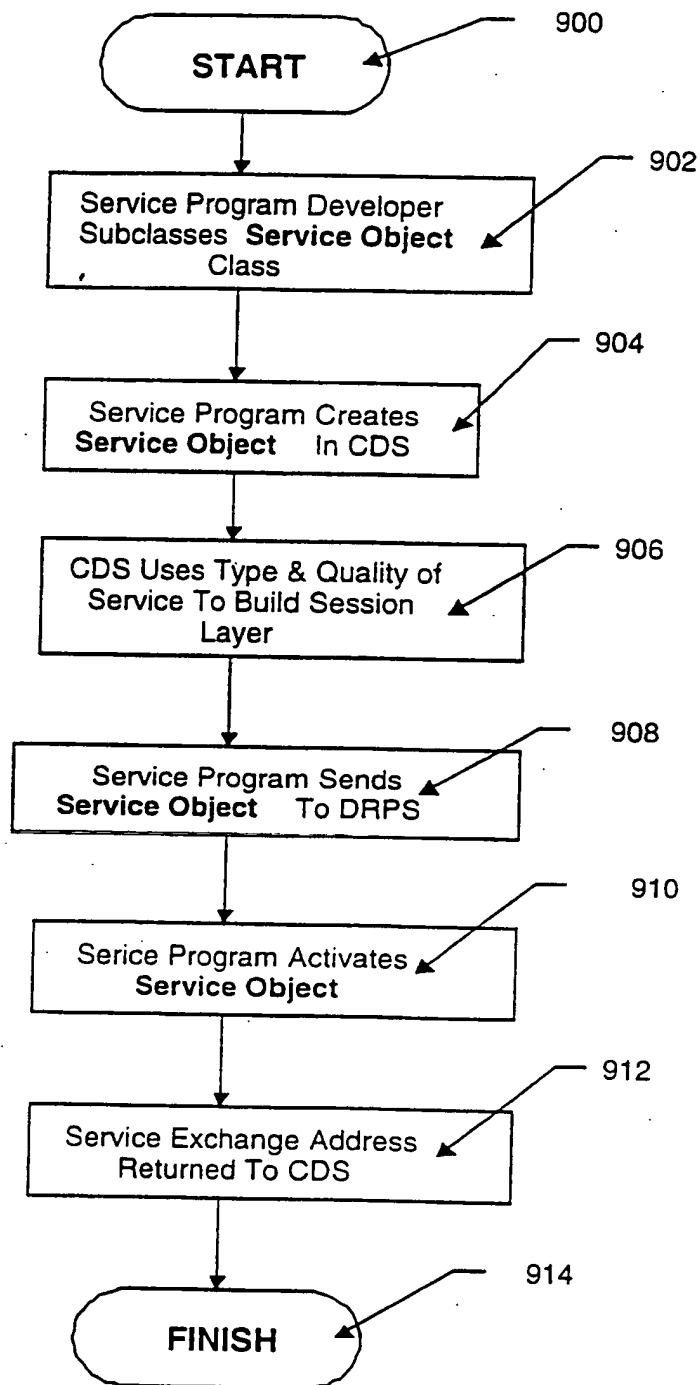 900
START
902
Service Program Developer
Subclasses Service Object
Class
904
Service Program Creates
Service Object In CDS
906
CDS Uses Type & Quality of
Service To Build Session
Layer
908
Service Program Sends
Service Object To DRPS
910
Serice Program Activates
Service Object
912
Service Exchange Address
Returned To CDS
914
FINISH